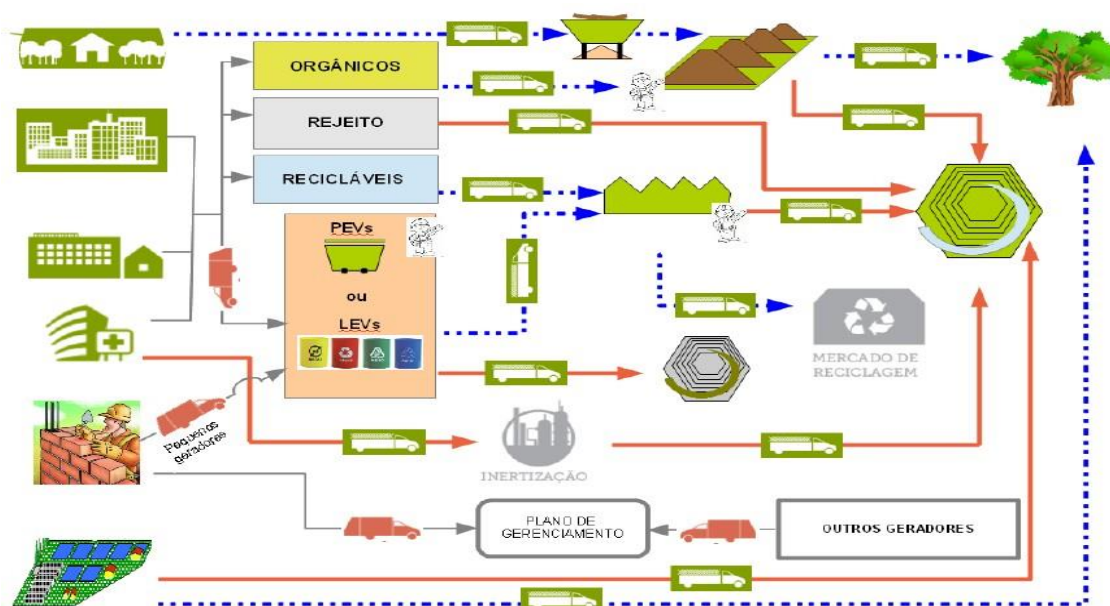 ORGÂNICOS
REJEITO
RECICLÁVEIS
PEVs
ou
LEVs
MERCADO DE
RECICLAGEM
Pequenos
geradores
INERTIZAÇÃO
PLANO DE
GERENCIAMENTO
OUTROS GERADORES